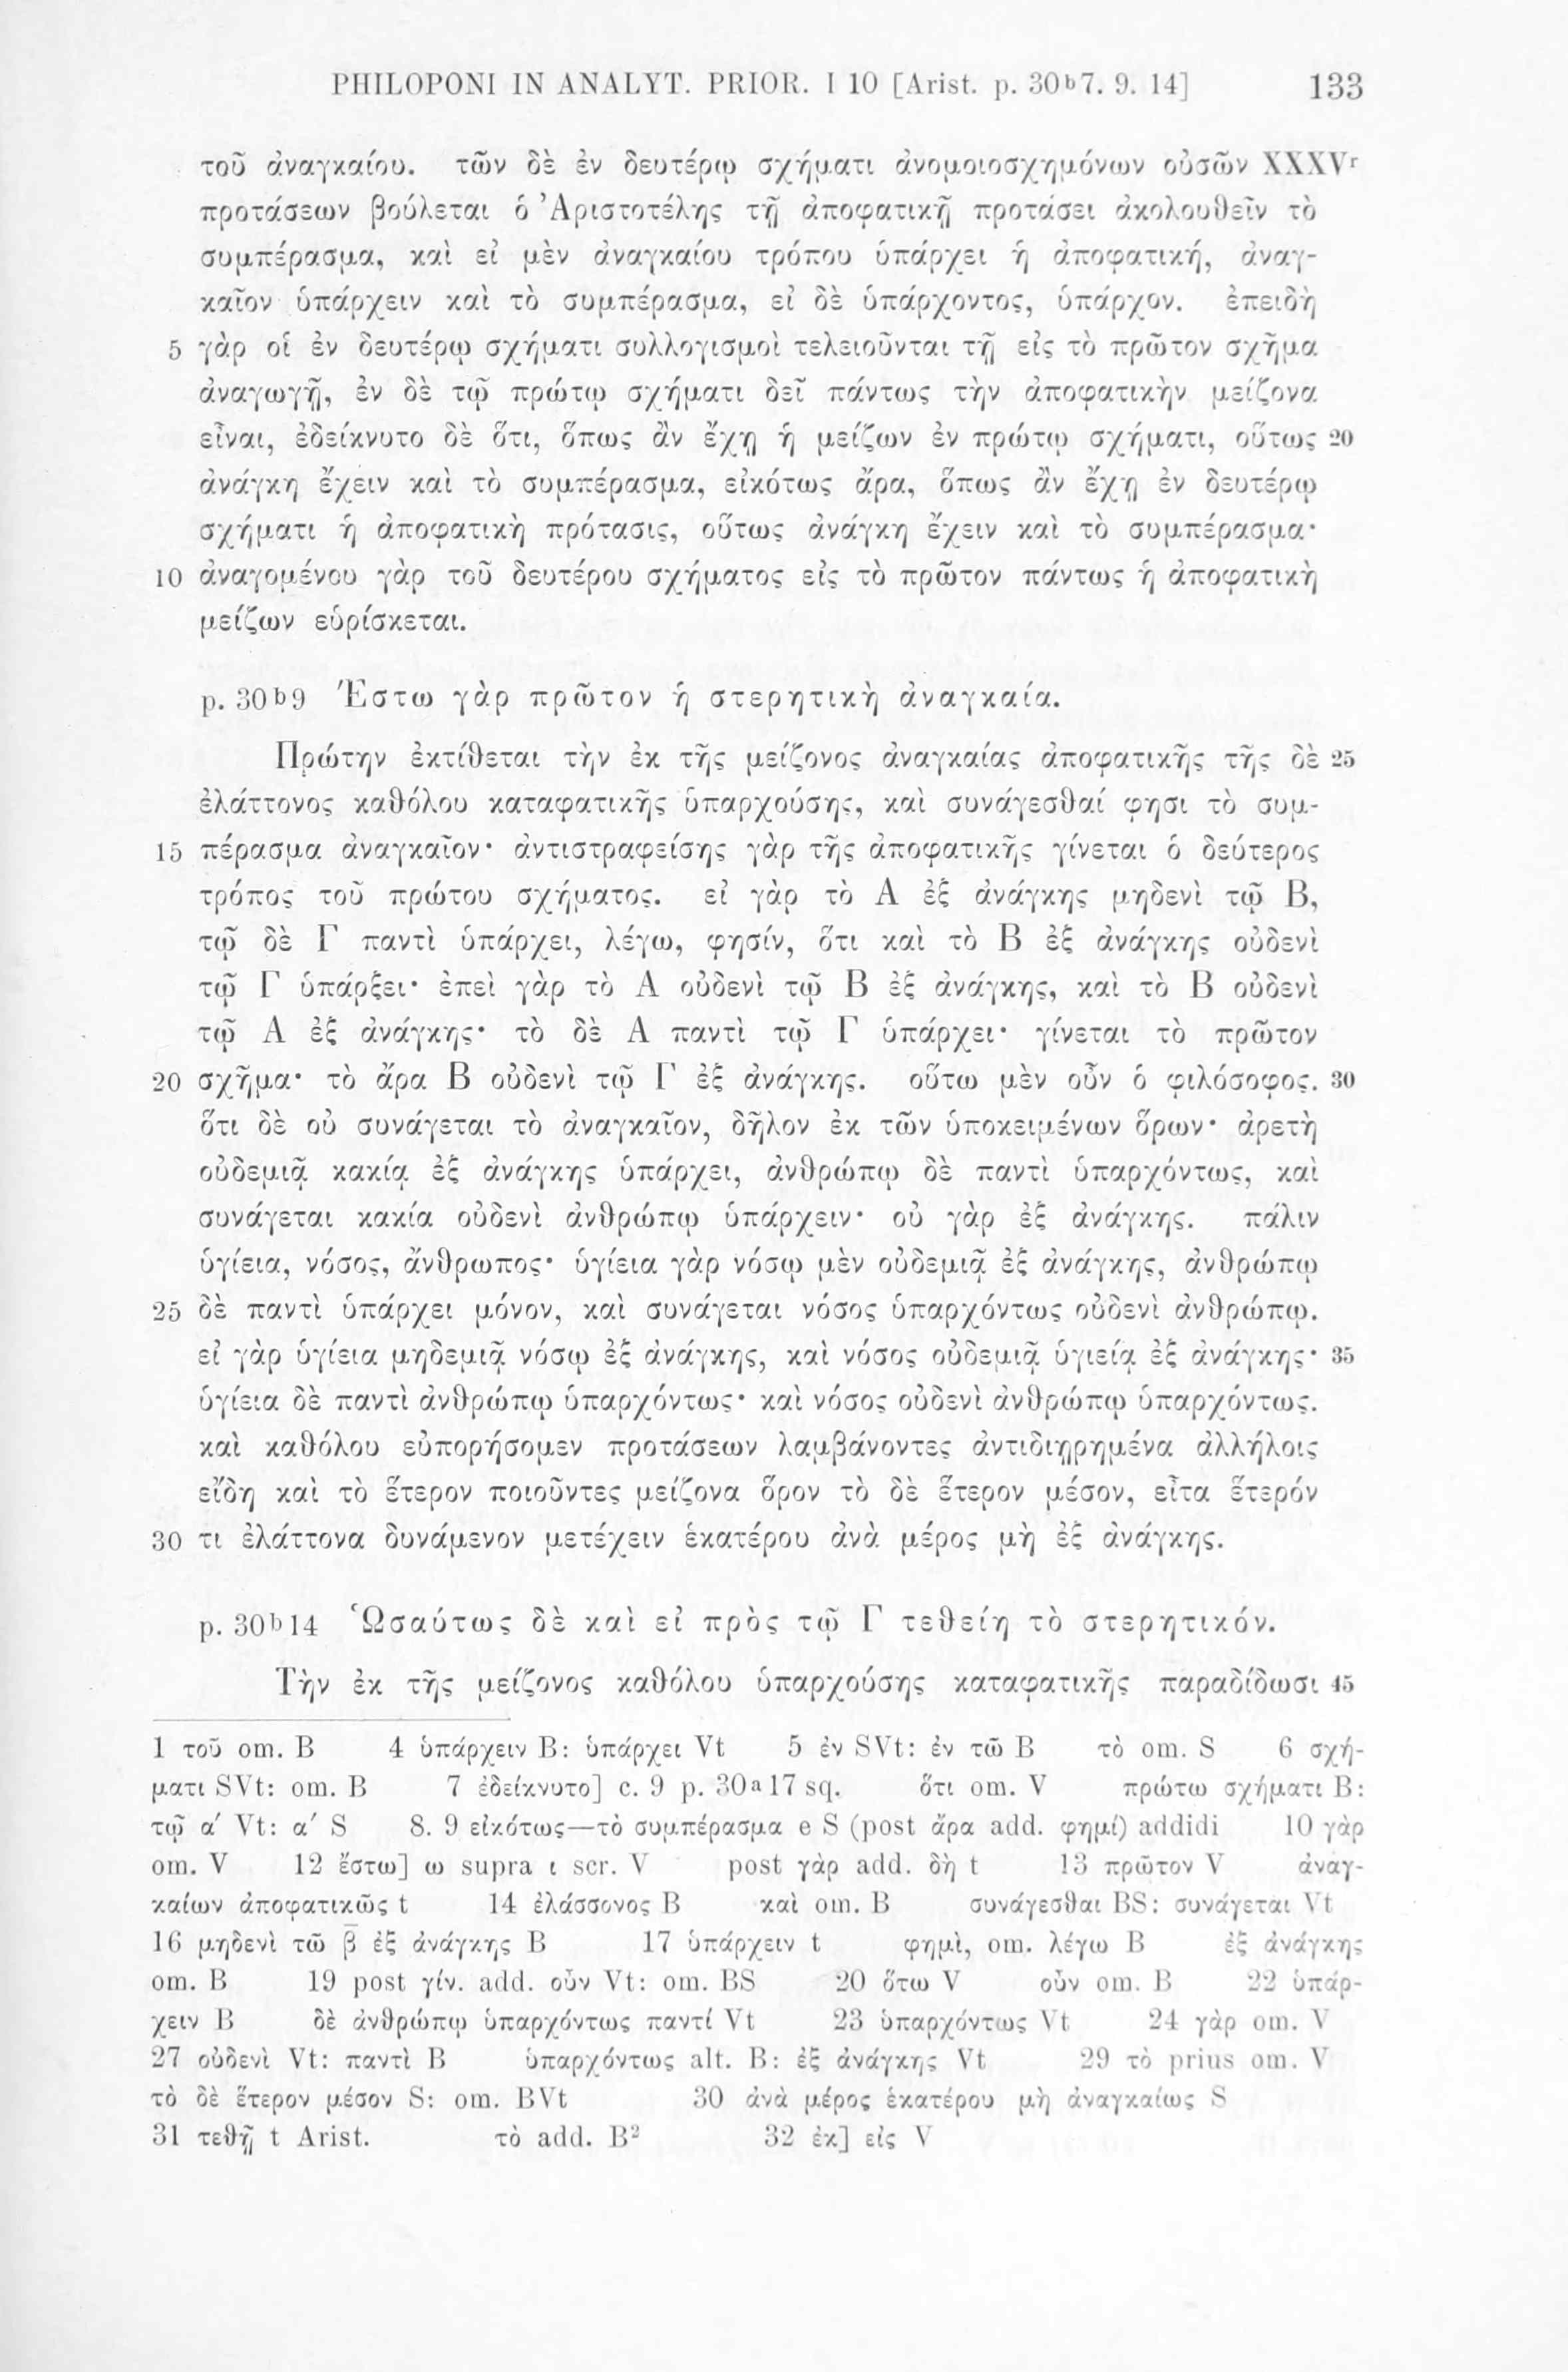 PHILOPONI IN ANALYT. PRIOR. I 10 [Arist. p. 30b7. 9. 14] 133
τοῦ ἀναγκαίου. τῶν δὲ ἐν δευτέρῳ σχήματι ἀνομοιοσχημόνων οὐσῶν XXXVr
προτάσεων βούλεται ὁ Ἀριστοτέλης τῇ ἀποφατικῇ προτάσει ἀκολουθεῖν τὸ
συμπέρασμα, καὶ εἰ μὲν ἀναγκαίου τρόπου ὑπάρχει ἡ ἀποφατική, ἀναγ-
καῖον ὑπάρχειν καὶ τὸ συμπέρασμα, εἰ δὲ ὑπάρχοντος, ὑπάρχον. ἐπειδὴ
5 γὰρ οἱ ἐν δευτέρῳ σχήματι συλλογισμοὶ τελειοῦνται τῇ εἰς τὸ πρῶτον σχῆμα
ἀναγωγῇ, ἐν δὲ τῷ πρώτῳ σχήματι δεῖ πάντως τὴν ἀποφατικὴν μείζονα
εἶναι, ἐδείκνυτο δὲ ὅτι, ὅπως ἂν ἔχῃ ἡ μείζων ἐν πρώτῳ σχήματι, οὕτως 20
ἀνάγκη ἔχειν καὶ τὸ συμπέρασμα, εἰκότως ἄρα, ὅπως ἂν ἔχῃ ἐν δευτέρῳ
σχήματι ἡ ἀποφατικὴ πρότασις, οὕτως ἀνάγκη ἔχειν καὶ τὸ συμπέρασμα·
10 ἀναγομένου γὰρ τοῦ δευτέρου σχήματος εἰς τὸ πρῶτον πάντως ἡ ἀποφατικὴ
μείζων εὑρίσκεται.
p. 30b9 Ἔστω γὰρ πρῶτον ἡ στερητικὴ ἀναγκαία.
Πρώτην ἐκτίθεται τὴν ἐκ τῆς μείζονος ἀναγκαίας ἀποφατικῆς τῆς δὲ 25
ἐλάττονος καθόλου καταφατικῆς ὑπαρχούσης, καὶ συνάγεσθαί φησι τὸ συμ-
15 πέρασμα ἀναγκαῖον· ἀντιστραφείσης γὰρ τῆς ἀποφατικῆς γίνεται ὁ δεύτερος
τρόπος τοῦ πρώτου σχήματος. εἰ γὰρ τὸ Α ἐξ ἀνάγκης μηδενὶ τῷ Β,
τῷ δὲ Γ παντὶ ὑπάρχει, λέγω, φησίν, ὅτι καὶ τὸ Β ἐξ ἀνάγκης οὐδενὶ
τῷ Γ ὑπάρξει· ἐπεὶ γὰρ τὸ Α οὐδενὶ τῷ Β ἐξ ἀνάγκης, καὶ τὸ Β οὐδενὶ
τῷ Α ἐξ ἀνάγκης· τὸ δὲ Α παντὶ τῷ Γ ὑπάρχει· γίνεται τὸ πρῶτον
20 σχῆμα· τὸ ἄρα Β οὐδενὶ τῷ Γ ἐξ ἀνάγκης. οὕτω μὲν οὖν ὁ φιλόσοφος. 30
ὅτι δὲ οὐ συνάγεται τὸ ἀναγκαῖον, δῆλον ἐκ τῶν ὑποκειμένων ὅρων· ἀρετὴ
οὐδεμιᾷ κακίᾳ ἐξ ἀνάγκης ὑπάρχει, ἀνθρώπῳ δὲ παντὶ ὑπαρχόντως, καὶ
συνάγεται κακία οὐδενὶ ἀνθρώπῳ ὑπάρχειν· οὐ γὰρ ἐξ ἀνάγκης. πάλιν
ὑγίεια, νόσος, ἄνθρωπος· ὑγίεια γὰρ νόσῳ μὲν οὐδεμιᾷ ἐξ ἀνάγκης, ἀνθρώπῳ
25 δὲ παντὶ ὑπάρχει μόνον, καὶ συνάγεται νόσος ὑπαρχόντως οὐδενὶ ἀνθρώπῳ.
εἰ γὰρ ὑγίεια μηδεμιᾷ νόσῳ ἐξ ἀνάγκης, καὶ νόσος οὐδεμιᾷ ὑγιείᾳ ἐξ ἀνάγκης· 35
ὑγίεια δὲ παντὶ ἀνθρώπῳ ὑπαρχόντως· καὶ νόσος οὐδενὶ ἀνθρώπῳ ὑπαρχόντως.
καὶ καθόλου εὐπορήσομεν προτάσεων λαμβάνοντες ἀντιδιῃρημένα ἀλλήλοις
εἴδη καὶ τὸ ἕτερον ποιοῦντες μείζονα ὅρον τὸ δὲ ἕτερον μέσον, εἶτα ἕτερόν
30 τι ἐλάττονα δυνάμενον μετέχειν ἑκατέρου ἀνὰ μέρος μὴ ἐξ ἀνάγκης.
p. 30b14 Ὡσαύτως δὲ καὶ εἰ πρὸς τῷ Γ τεθείη τὸ στερητικόν.
Τὴν ἐκ τῆς μείζονος καθόλου ὑπαρχούσης καταφατικῆς παραδίδωσι 45
1 τοῦ om. B 4 ὑπάρχειν B: ὑπάρχει Vt 5 ἐν SVt: ἐν τῶ B τὸ om. S 6 σχή-
ματι SVt: om. B 7 ἐδείκνυτο] c. 9 p. 30a17 sq. ὅτι om. V πρώτω σχήματι B:
τῷ α′ Vt: α′ S 8. 9 εἰκότως—τὸ συμπέρασμα e S (post ἄρα add. φημί) addidi 10 γὰρ
om. V 12 ἔστω] ω supra ι scr. V post γὰρ add. δὴ t 13 πρῶτον V ἀναγ-
καίων ἀποφατικῶς t 14 ἐλάσσονος B καὶ om. B συνάγεσθαι BS: συνάγεται Vt
16 μηδενὶ τῶ β̅ ἐξ ἀνάγκης B 17 ὑπάρχειν t φημὶ, om. λέγω B ἐξ ἀνάγκης
om. B 19 post γίν. add. οὖν Vt: om. BS 20 ὅτω V οὖν om. B 22 ὑπάρ-
χειν B δὲ ἀνθρώπῳ ὑπαρχόντως παντί Vt 23 ὑπαρχόντως Vt 24 γὰρ om. V
27 οὐδενὶ Vt: παντὶ B ὑπαρχόντως alt. B: ἐξ ἀνάγκης Vt 29 τὸ prius om. V
τὸ δὲ ἕτερον μέσον S: om. BVt 30 ἀνὰ μέρος ἑκατέρου μὴ ἀναγκαίως S
31 τεθῇ t Arist. τὸ add. B² 32 ἐκ] εἰς V